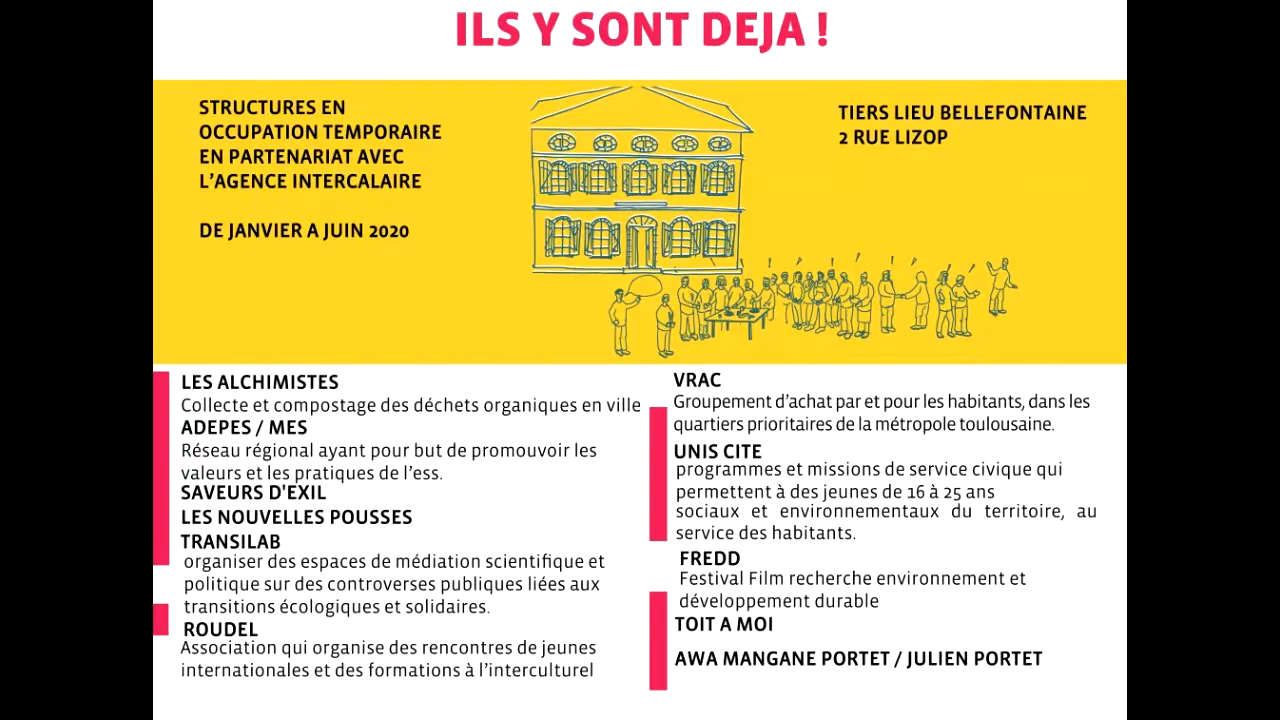 ILS Y SONT DEJA !
STRUCTURES EN
OCCUPATION TEMPORAIRE
EN PARTENARIAT AVEC
L'AGENCE INTERCALAIRE
DE JANVIER A JUIN 2020
TIERS LIEU BELLEFONTAINE
2 RUE LIZOP
LES ALCHIMISTES
Collecte et compostage des déchets organiques en ville
ADEPES / MES
Réseau régional ayant pour but de promouvoir les
valeurs et les pratiques de l'ess.
SAVEURS D'EXIL
LES NOUVELLES POUSSES
TRANSILAB
organiser des espaces de médiation scientifique et
politique sur des controverses publiques liées aux
transitions écologiques et solidaires.
ROUDEL
Association qui organise des rencontres de jeunes
internationales et des formations à l'interculturel
VRAC
Groupement d'achat par et pour les habitants, dans les
quartiers prioritaires de la métropole toulousaine.
UNIS CITE
programmes et missions de service civique qui
permettent à des jeunes de 16 à 25 ans
sociaux et environnementaux du territoire, au
service des habitants.
FREDD
Festival Film recherche environnement et
développement durable
TOIT A MOI
AWA MANGANE PORTET / JULIEN PORTET